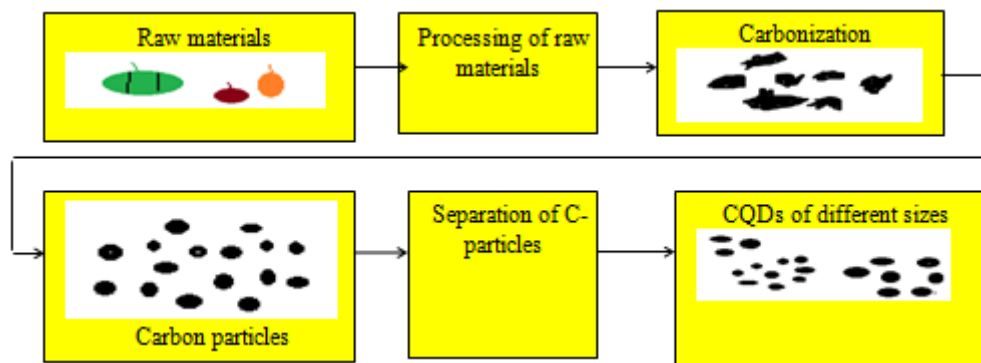 Raw materials
Processing of raw
materials
Carbonization
Carbon particles
Separation of C-
particles
CQDs of different sizes